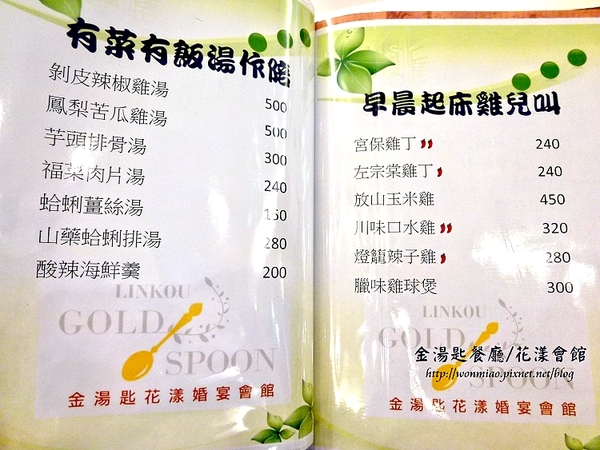 有菜有飯湯作陪
剝皮辣椒雞湯 500
鳳梨苦瓜雞湯 500
芋頭排骨湯 300
福菜肉片湯 240
蛤蜊薑絲湯 150
山藥蛤蜊排湯 280
酸辣海鮮羹 200
LINKOU
GOLD
SPOON
金湯匙花漾婚宴會館
早晨起床雞兒叫
宮保雞丁 240
左宗棠雞丁 240
放山玉米雞 450
川味口水雞 320
燈籠辣子雞 280
臘味雞球煲 300
LINKOU
GOLD
SPOON
金湯匙餐廳/花漾會館
http://wonmiao.pixnet.net/blog
金湯匙花漾婚宴會館